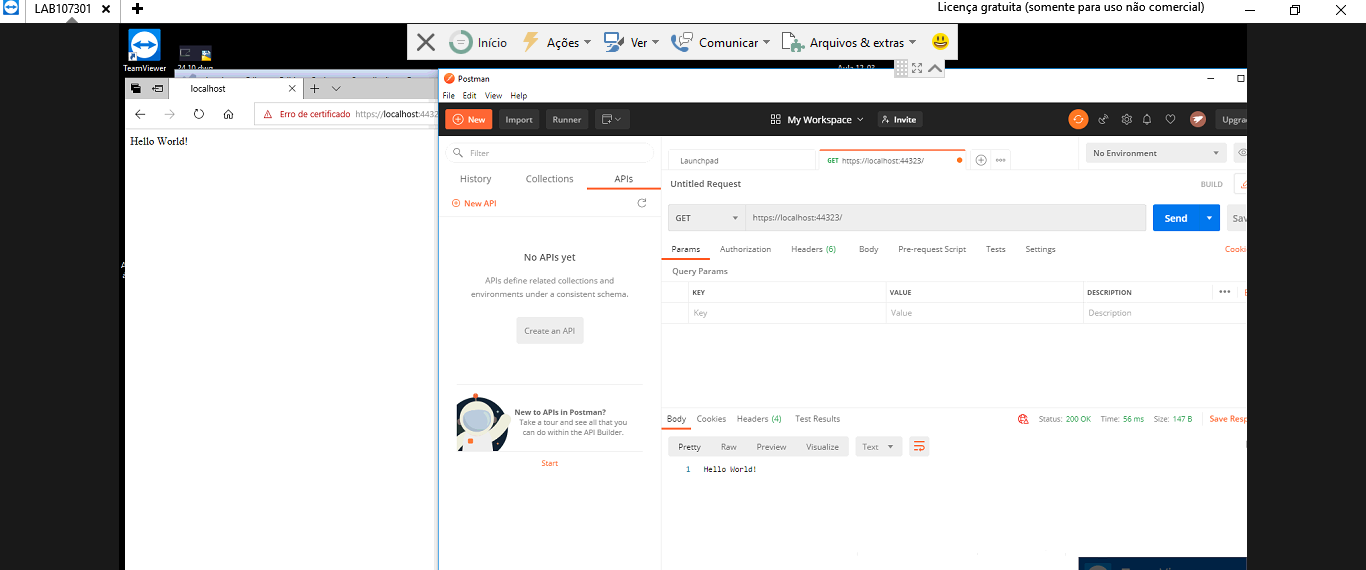 LAB107301
Licença gratuita (somente para uso não comercial)
Início
Ações
Ver
Comunicar
Arquivos & extras
TeamViewer
24.10.dwg
Aula 12.03
localhost
Erro de certificado https://localhost:4432
Hello World!
Postman
File Edit View Help
New
Import
Runner
My Workspace
Invite
Upgra
Filter
History
Collections
APIs
New API
No APIs yet
APIs define related collections and
environments under a consistent schema.
Create an API
New to APIs in Postman?
Take a tour and see all that you
can do within the API Builder.
Start
Launchpad
GET https://localhost:44323/
No Environment
Untitled Request
BUILD
GET
https://localhost:44323/
Send
Sav
Params
Authorization
Headers (6)
Body
Pre-request Script
Tests
Settings
Cooki
Query Params
KEY
VALUE
DESCRIPTION
Key
Value
Description
Body
Cookies
Headers (4)
Test Results
Status: 200 OK
Time: 56 ms
Size: 147 B
Save Resp
Pretty
Raw
Preview
Visualize
Text
1 Hello World!